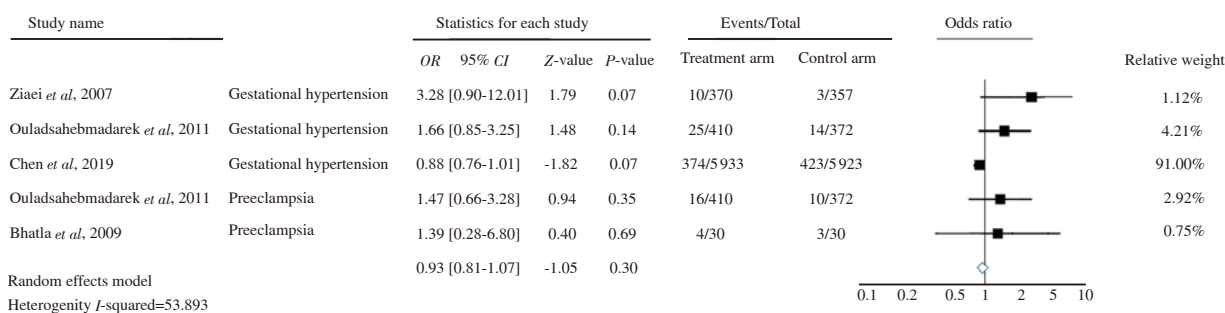 Study name Statistics for each study Events/Total Odds ratio
OR 95% CI Z-value P-value Treatment arm Control arm Relative weight
Ziaei et al, 2007 Gestational hypertension 3.28 [0.90-12.01] 1.79 0.07 10/370 3/357 1.12%
Ouladsahebmadarek et al, 2011 Gestational hypertension 1.66 [0.85-3.25] 1.48 0.14 25/410 14/372 4.21%
Chen et al, 2019 Gestational hypertension 0.88 [0.76-1.01] -1.82 0.07 374/5933 423/5923 91.00%
Ouladsahebmadarek et al, 2011 Preeclampsia 1.47 [0.66-3.28] 0.94 0.35 16/410 10/372 2.92%
Bhatla et al, 2009 Preeclampsia 1.39 [0.28-6.80] 0.40 0.69 4/30 3/30 0.75%
0.93 [0.81-1.07] -1.05 0.30
Random effects model
0.1 0.2 0.5 1 2 5 10
Heterogenity I-squared=53.893